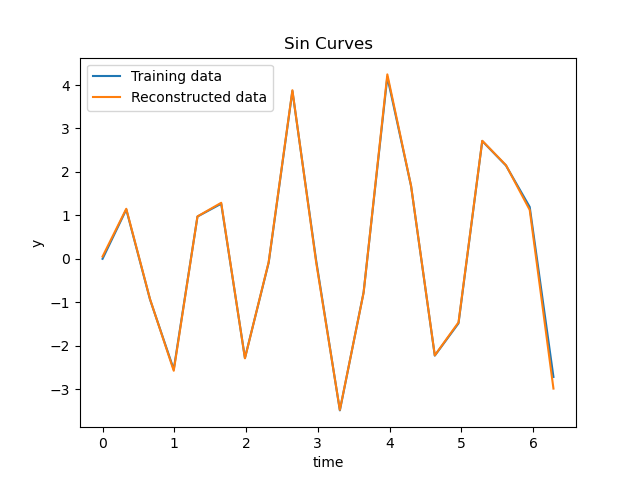 Sin Curves
Training data
Reconstructed data
4
3
2
1
0
−1
−2
−3
y
0 1 2 3 4 5 6
time